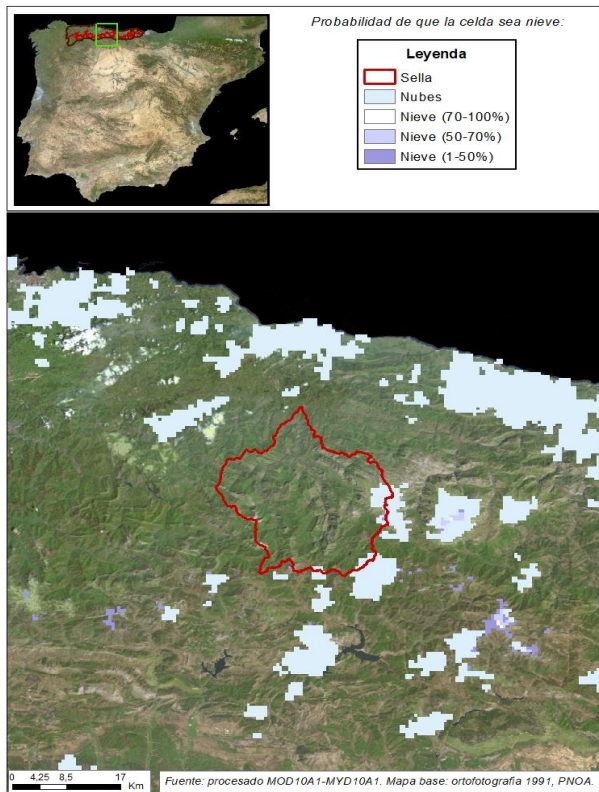 Probabilidad de que la celda sea nieve:
Leyenda
Sella
Nubes
Nieve (70-100%)
Nieve (50-70%)
Nieve (1-50%)
0 4,25 8,5 17
Km
Fuente: procesado MOD10A1-MYD10A1. Mapa base: ortofotografia 1991, PNOA.